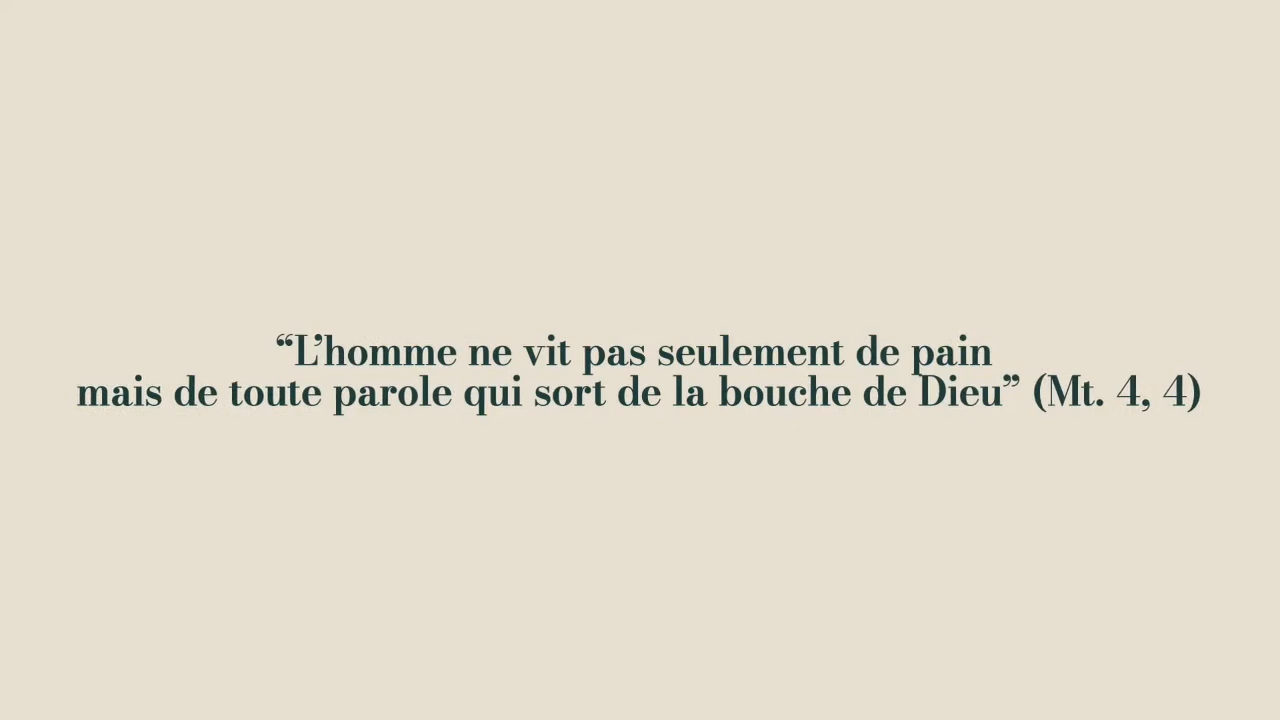 “L’homme ne vit pas seulement de pain
mais de toute parole qui sort de la bouche de Dieu” (Mt. 4, 4)